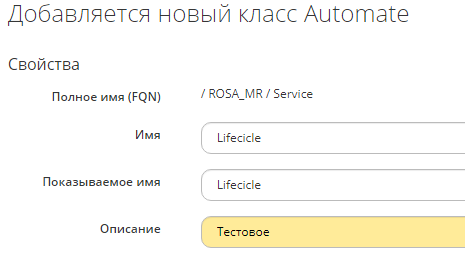 Добавляется новый класс Automate
Свойства
Полное имя (FQN) / ROSA_MR / Service
Имя Lifecicle
Показываемое имя Lifecicle
Описание Тестовое